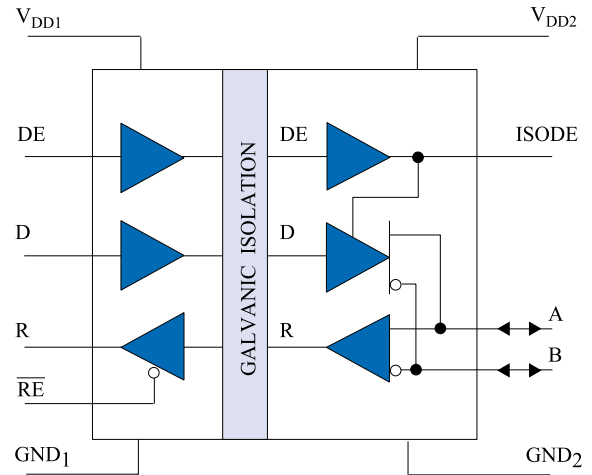 VDD1
VDD2
DE
DE
ISODE
D
D
GALVANIC ISOLATION
R
R
A
B
RE
GND1
GND2